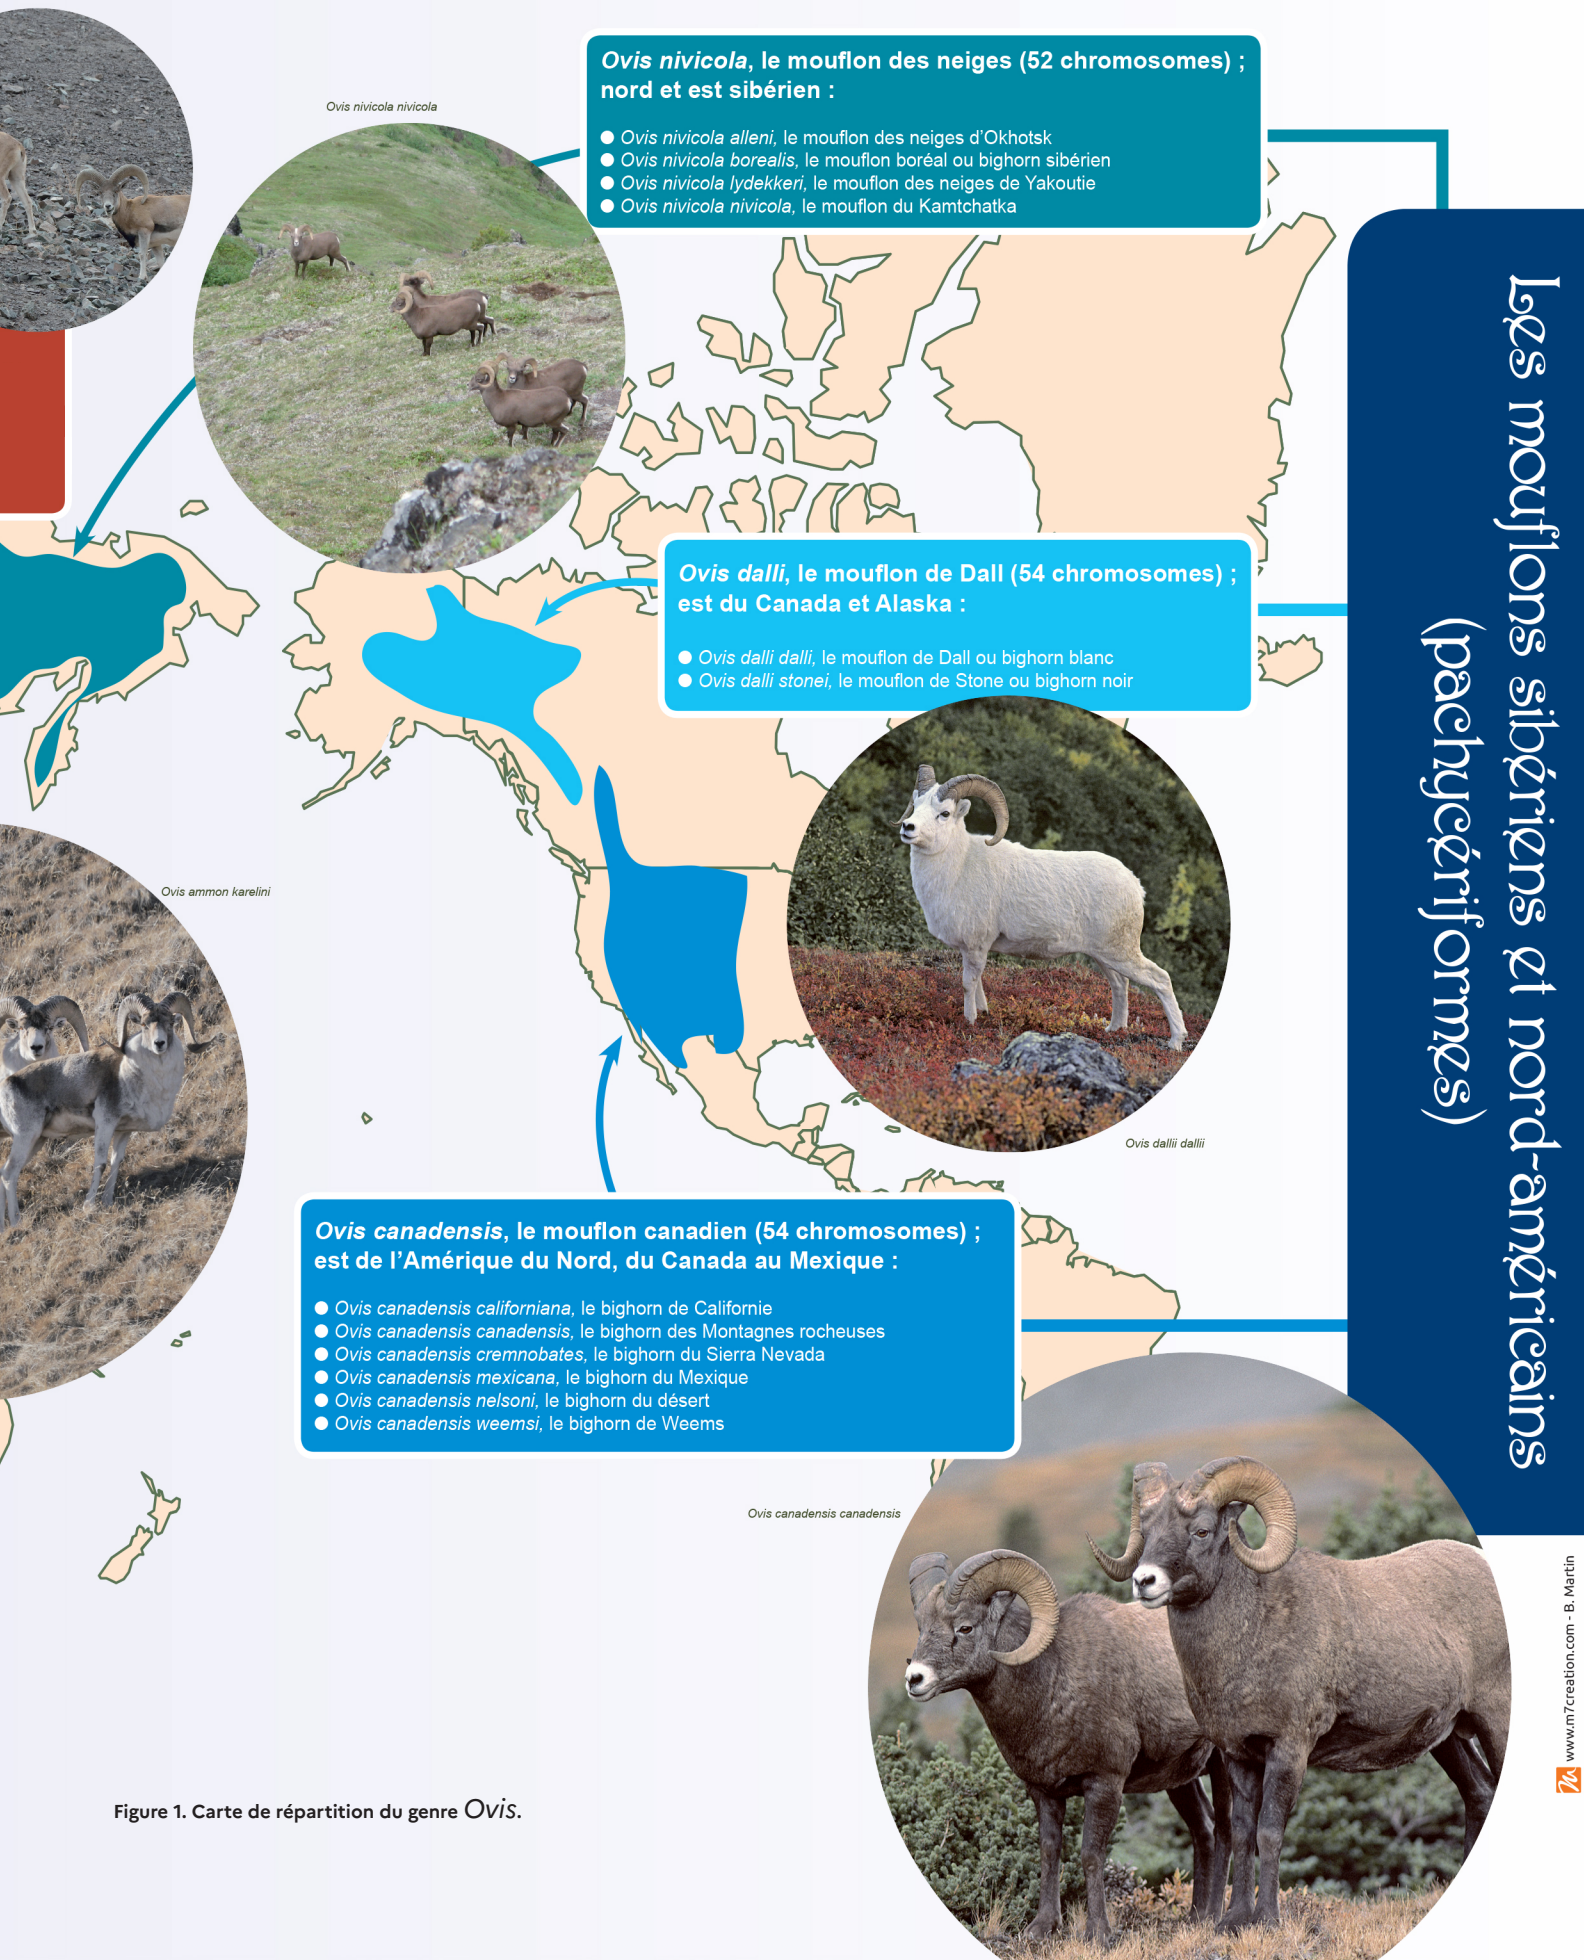 Ovis nivicola, le mouflon des neiges (52 chromosomes) ;
nord et est sibérien :
● Ovis nivicola alleni, le mouflon des neiges d’Okhotsk
● Ovis nivicola borealis, le mouflon boréal ou bighorn sibérien
● Ovis nivicola lydekkeri, le mouflon des neiges de Yakoutie
● Ovis nivicola nivicola, le mouflon du Kamtchatka
Ovis nivicola nivicola
Les mouflons sibériens et nord-américains
(pachycériformes)
Ovis dalli, le mouflon de Dall (54 chromosomes) ;
est du Canada et Alaska :
● Ovis dalli dalli, le mouflon de Dall ou bighorn blanc
● Ovis dalli stonei, le mouflon de Stone ou bighorn noir
Ovis ammon karelini
Ovis dallii dallii
Ovis canadensis, le mouflon canadien (54 chromosomes) ;
est de l’Amérique du Nord, du Canada au Mexique :
● Ovis canadensis californiana, le bighorn de Californie
● Ovis canadensis canadensis, le bighorn des Montagnes rocheuses
● Ovis canadensis cremnobates, le bighorn du Sierra Nevada
● Ovis canadensis mexicana, le bighorn du Mexique
● Ovis canadensis nelsoni, le bighorn du désert
● Ovis canadensis weemsi, le bighorn de Weems
Ovis canadensis canadensis
www.m7creation.com - B. Martin
Figure 1. Carte de répartition du genre Ovis.